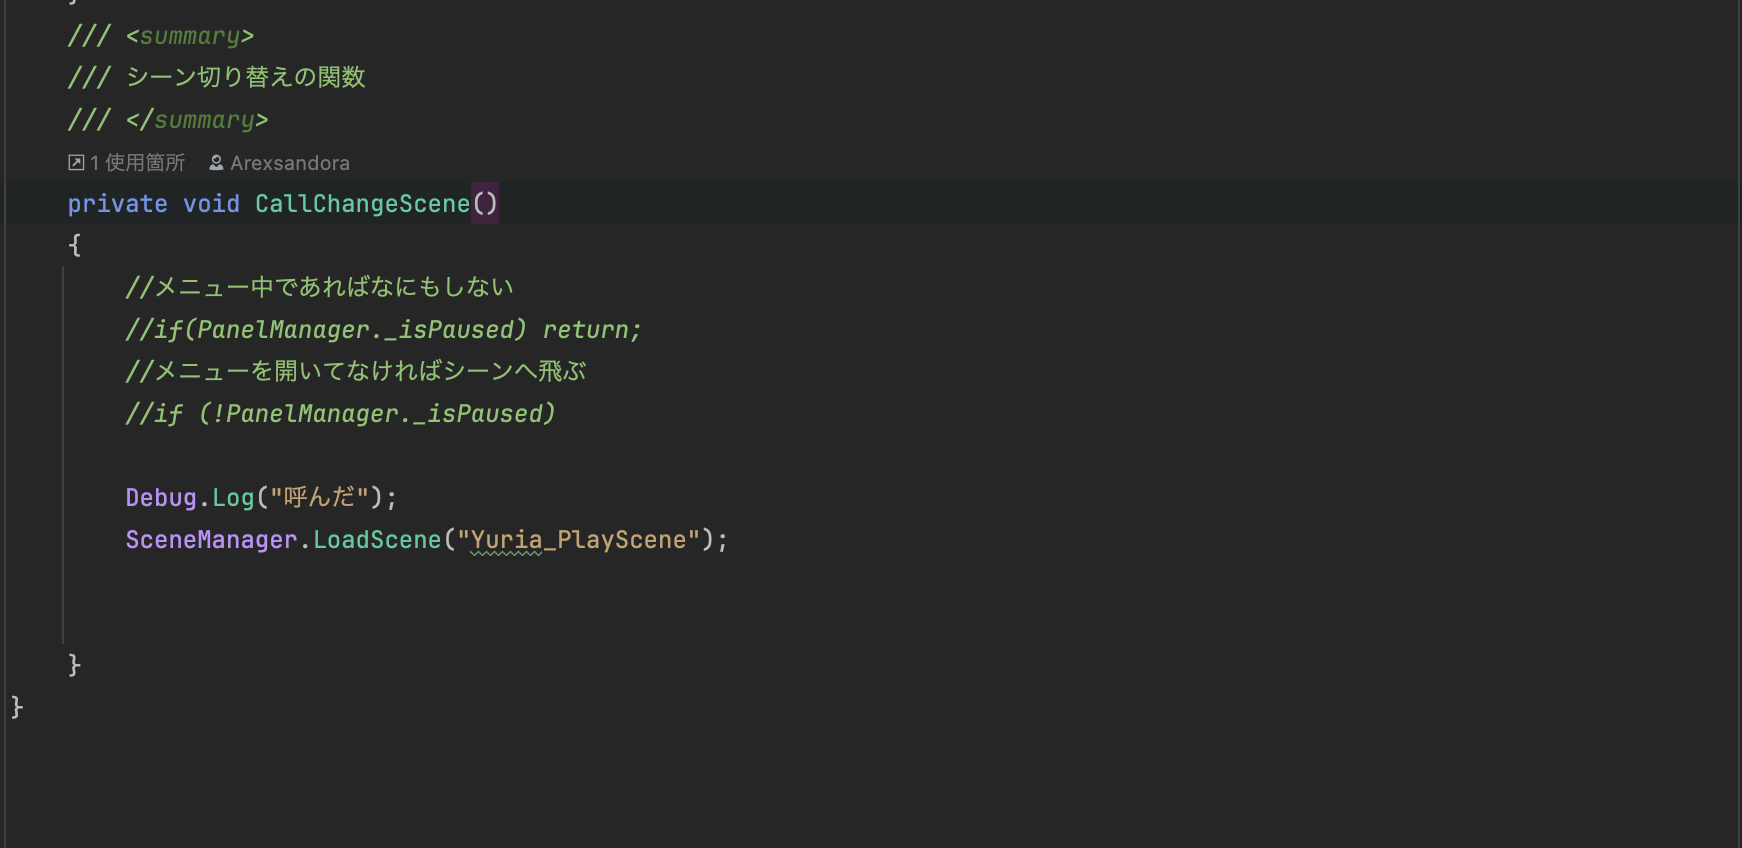 }
/// <summary>
/// シーン切り替えの関数
/// </summary>
1 使用箇所 Arexsandora
private void CallChangeScene()
{
//メニュー中であればなにもしない
//if(PanelManager._isPaused) return;
//メニューを開いてなければシーンへ飛ぶ
//if (!PanelManager._isPaused)
Debug.Log("呼んだ");
SceneManager.LoadScene("Yuria_PlayScene");
}
}